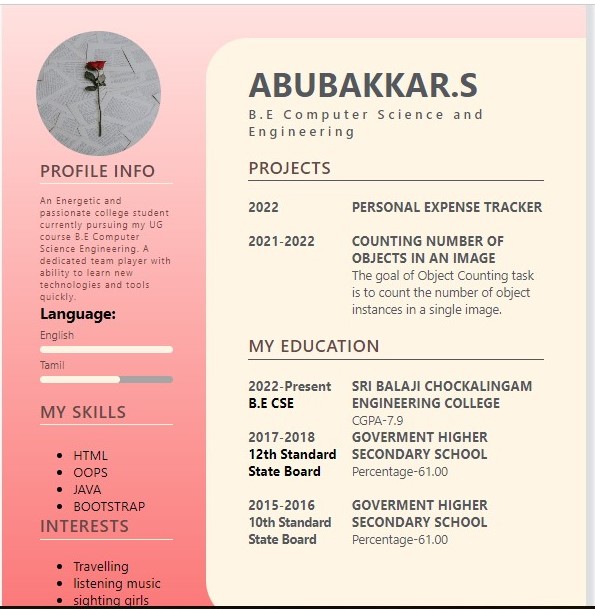 PROFILE INFO
An Energetic and
passionate college student
currently pursuing my UG
course B.E Computer
Science Engineering. A
dedicated team player with
ability to learn new
technologies and tools
quickly.
Language:
English
Tamil
MY SKILLS
HTML
OOPS
JAVA
BOOTSTRAP
INTERESTS
Travelling
listening music
sighting girls
ABUBAKKAR.S
B.E Computer Science and
Engineering
PROJECTS
2022 PERSONAL EXPENSE TRACKER
2021-2022 COUNTING NUMBER OF
OBJECTS IN AN IMAGE
The goal of Object Counting task
is to count the number of object
instances in a single image.
MY EDUCATION
2022-Present SRI BALAJI CHOCKALINGAM
B.E CSE ENGINEERING COLLEGE
CGPA-7.9
2017-2018 GOVERMENT HIGHER
12th Standard SECONDARY SCHOOL
State Board Percentage-61.00
2015-2016 GOVERMENT HIGHER
10th Standard SECONDARY SCHOOL
State Board Percentage-61.00